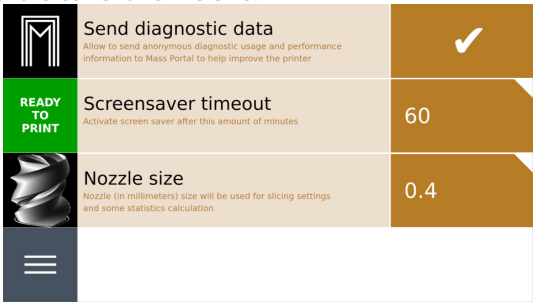 Send diagnostic data
Allow to send anonymous diagnostic usage and performance
information to Mass Portal to help improve the printer
READY
TO
PRINT
Screensaver timeout
Activate screen saver after this amount of minutes
60
Nozzle size
Nozzle (in millimeters) size will be used for slicing settings
and some statistics calculation
0.4